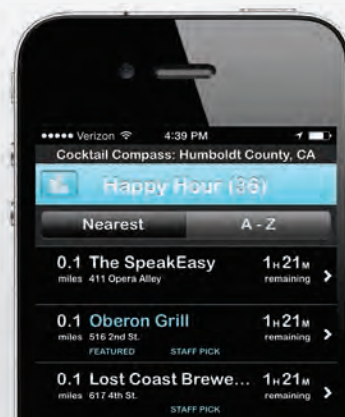 Verizon 4:39 PM
Cocktail Compass: Humboldt County, CA
Happy Hour (36)
Nearest A - Z
0.1 The SpeakEasy 1H21M
miles 411 Opera Alley remaining
0.1 Oberon Grill 1H21M
miles 516 2nd St. remaining
FEATURED STAFF PICK
0.1 Lost Coast Brewe... 1H21M
miles 617 4th St. remaining
STAFF PICK